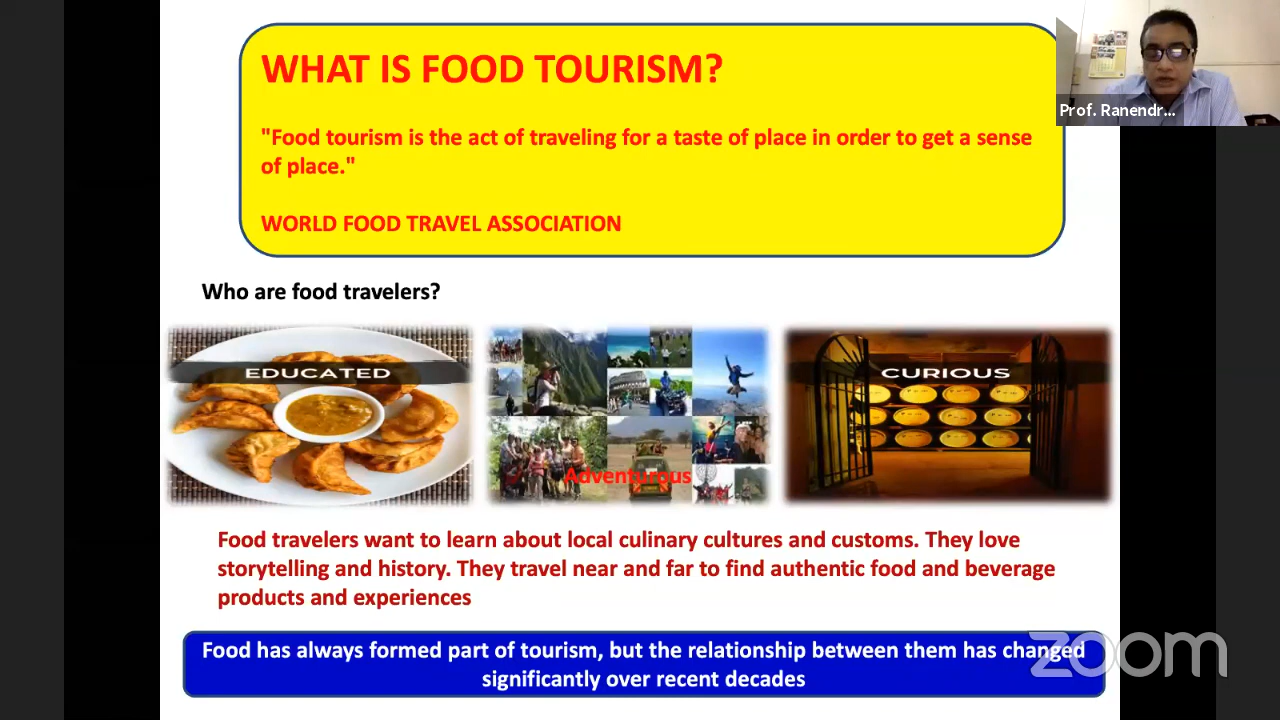 WHAT IS FOOD TOURISM?
"Food tourism is the act of traveling for a taste of place in order to get a sense
of place."
WORLD FOOD TRAVEL ASSOCIATION
Prof. Ranendr...
Who are food travelers?
EDUCATED
Adventurous
CURIOUS
Food travelers want to learn about local culinary cultures and customs. They love
storytelling and history. They travel near and far to find authentic food and beverage
products and experiences
Food has always formed part of tourism, but the relationship between them has changed
significantly over recent decades
zoom